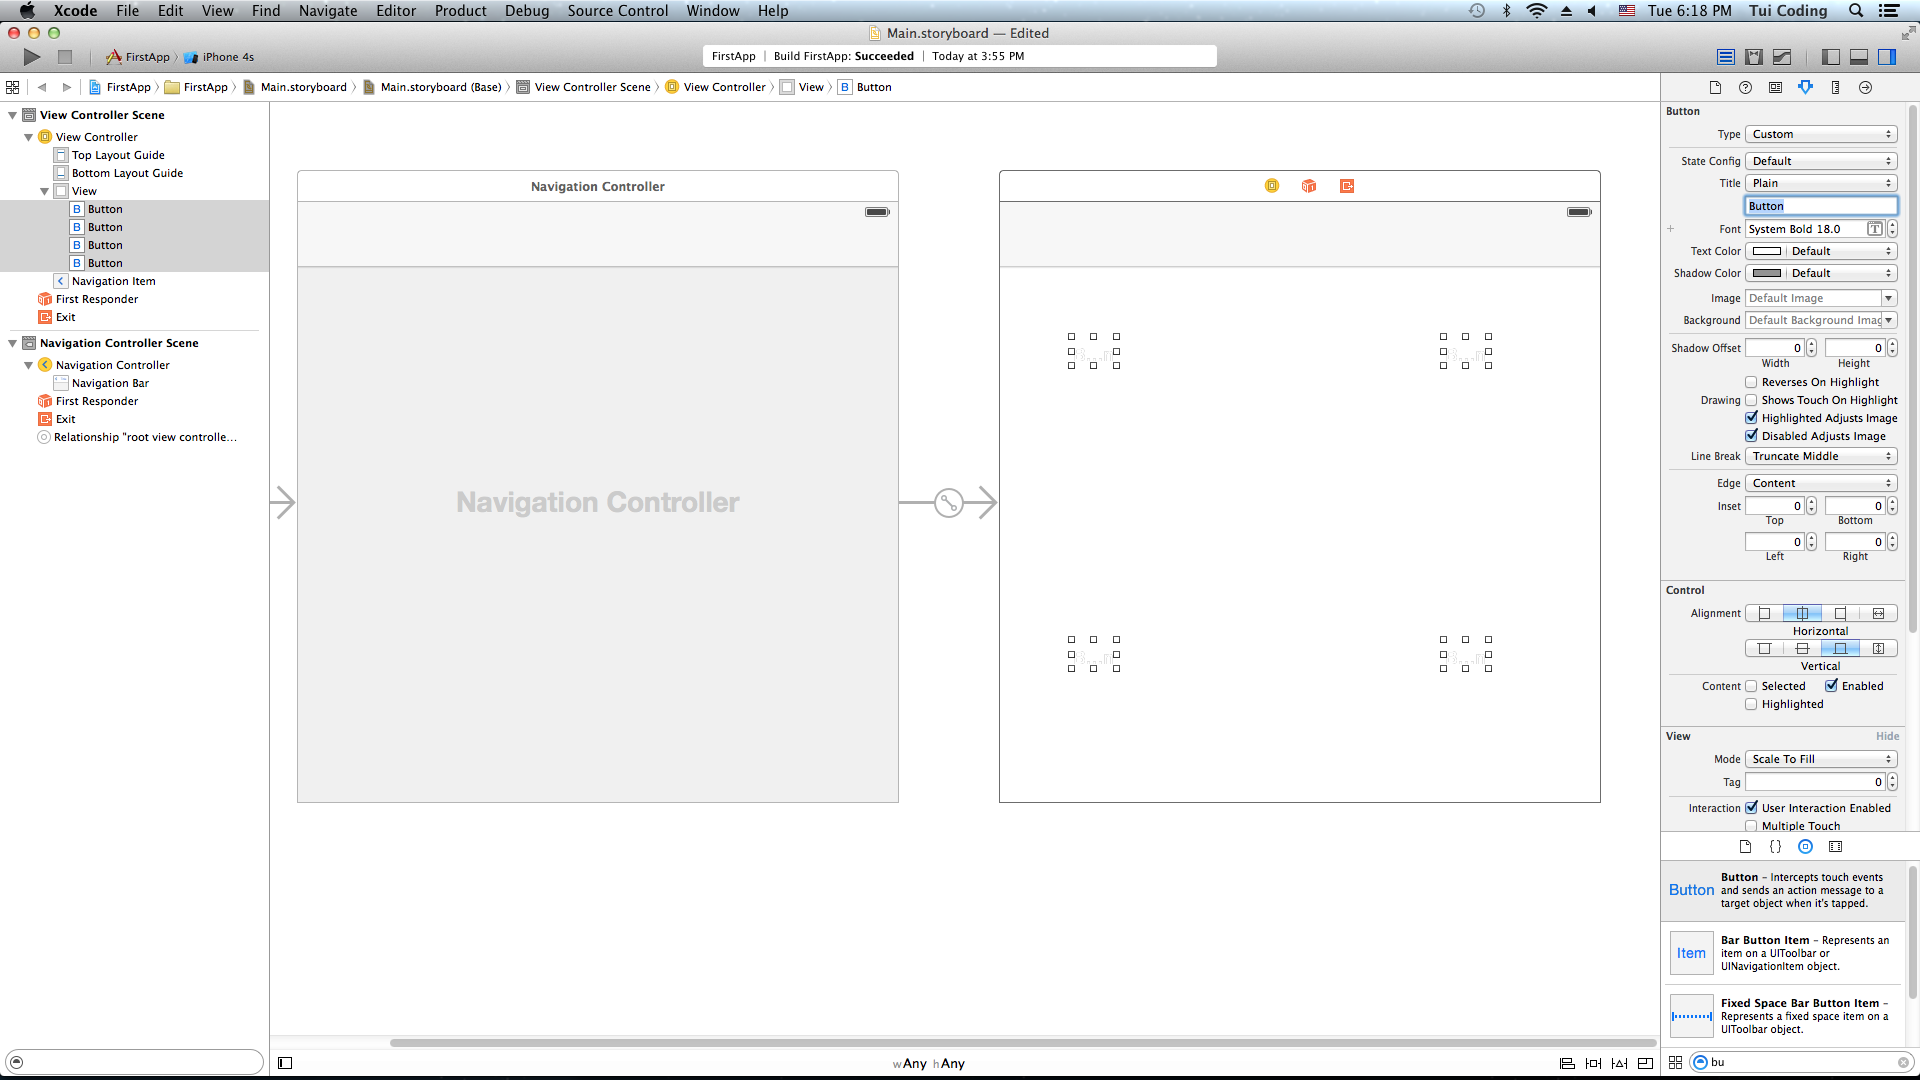 Xcode File Edit View Find Navigate Editor Product Debug Source Control Window Help Tue 6:18 PM Tui Coding
Main.storyboard — Edited
FirstApp iPhone 4s FirstApp Build FirstApp: Succeeded Today at 3:55 PM
FirstApp FirstApp Main.storyboard Main.storyboard (Base) View Controller Scene View Controller View B Button
View Controller Scene
View Controller
Top Layout Guide
Bottom Layout Guide
View
B Button
B Button
B Button
B Button
Navigation Item
First Responder
Exit
Navigation Controller Scene
Navigation Controller
Navigation Bar
First Responder
Exit
Relationship "root view controlle...
Navigation Controller
Navigation Controller
B...n
B...n
B...n
B...n
wAny hAny
Button
Type Custom
State Config Default
Title Plain
Button
+ Font System Bold 18.0 T
Text Color Default
Shadow Color Default
Image Default Image
Background Default Background Imag
Shadow Offset 0 0
Width Height
Reverses On Highlight
Drawing Shows Touch On Highlight
Highlighted Adjusts Image
Disabled Adjusts Image
Line Break Truncate Middle
Edge Content
Inset 0 0
Top Bottom
0 0
Left Right
Control
Alignment
Horizontal
Vertical
Content Selected Enabled
Highlighted
View Hide
Mode Scale To Fill
Tag 0
Interaction User Interaction Enabled
Multiple Touch
{}
Button Button – Intercepts touch events
and sends an action message to a
target object when it's tapped.
Item Bar Button Item – Represents an
item on a UIToolbar or
UINavigationItem object.
Fixed Space Bar Button Item –
Represents a fixed space item on a
UIToolbar object.
bu